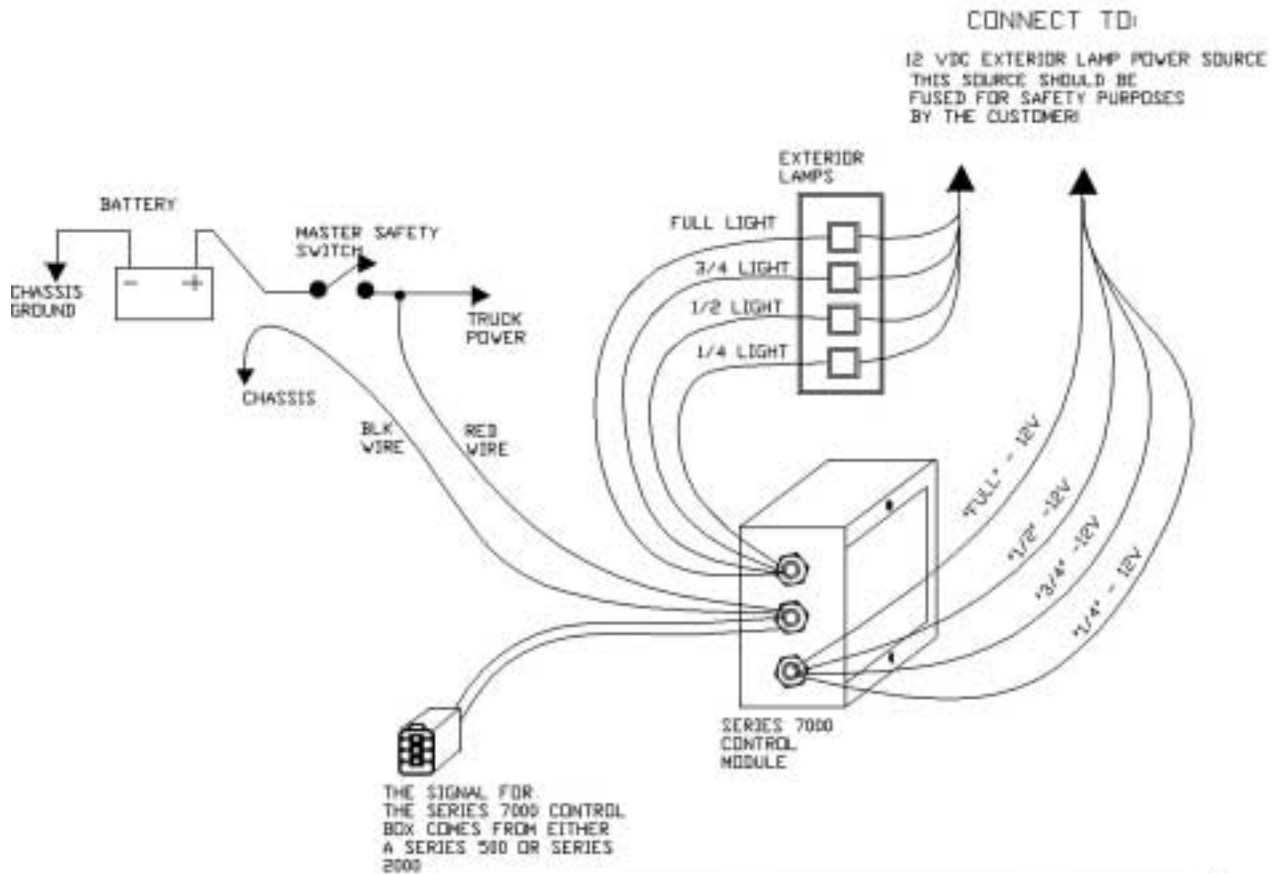 CONNECT TO:
12 VDC EXTERIOR LAMP POWER SOURCE
THIS SOURCE SHOULD BE
FUSED FOR SAFETY PURPOSES
BY THE CUSTOMER!
EXTERIOR
LAMPS
BATTERY
FULL LIGHT
MASTER SAFETY
SWITCH
3/4 LIGHT
- +
CHASSIS
GROUND
1/2 LIGHT
TRUCK
POWER
1/4 LIGHT
CHASSIS
BLK
WIRE
RED
WIRE
"FULL" - 12V
"1/2" -12V
"3/4" -12V
"1/4" - 12V
SERIES 7000
CONTROL
MODULE
THE SIGNAL FOR
THE SERIES 7000 CONTROL
BOX COMES FROM EITHER
A SERIES 500 OR SERIES
2000